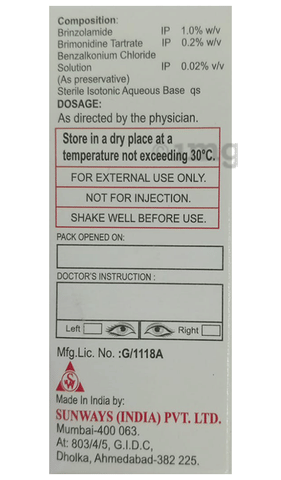 Composition:
Brinzolamide IP 1.0% w/v
Brimonidine Tartrate IP 0.2% w/v
Benzalkonium Chloride
Solution IP 0.02% v/v
(As preservative)
Sterile Isotonic Aqueous Base qs
DOSAGE:
As directed by the physician.
Store in a dry place at a
temperature not exceeding 30°C.
1mg
FOR EXTERNAL USE ONLY.
NOT FOR INJECTION.
SHAKE WELL BEFORE USE.
PACK OPENED ON:
DOCTOR'S INSTRUCTION :
Left Right
Mfg.Lic. No. :G/1118A
SW
Made In India by:
SUNWAYS (INDIA) PVT. LTD.
Mumbai-400 063.
At: 803/4/5, G.I.D.C,
Dholka, Ahmedabad-382 225.